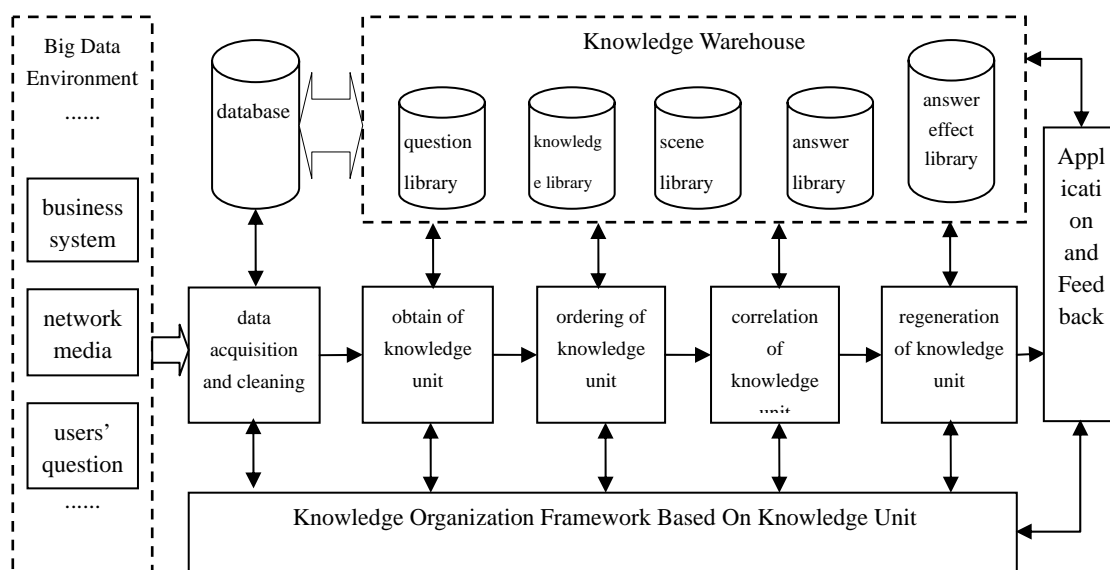 Big Data
Environment
......
business
system
network
media
users'
question
......
database
Knowledge Warehouse
question
library
knowledg
e library
scene
library
answer
library
answer
effect
library
data
acquisition
and cleaning
obtain of
knowledge
unit
ordering of
knowledge
unit
correlation
of
knowledge
unit
regeneration
of knowledge
unit
Appl
icati
on
and
Feed
back
Knowledge Organization Framework Based On Knowledge Unit